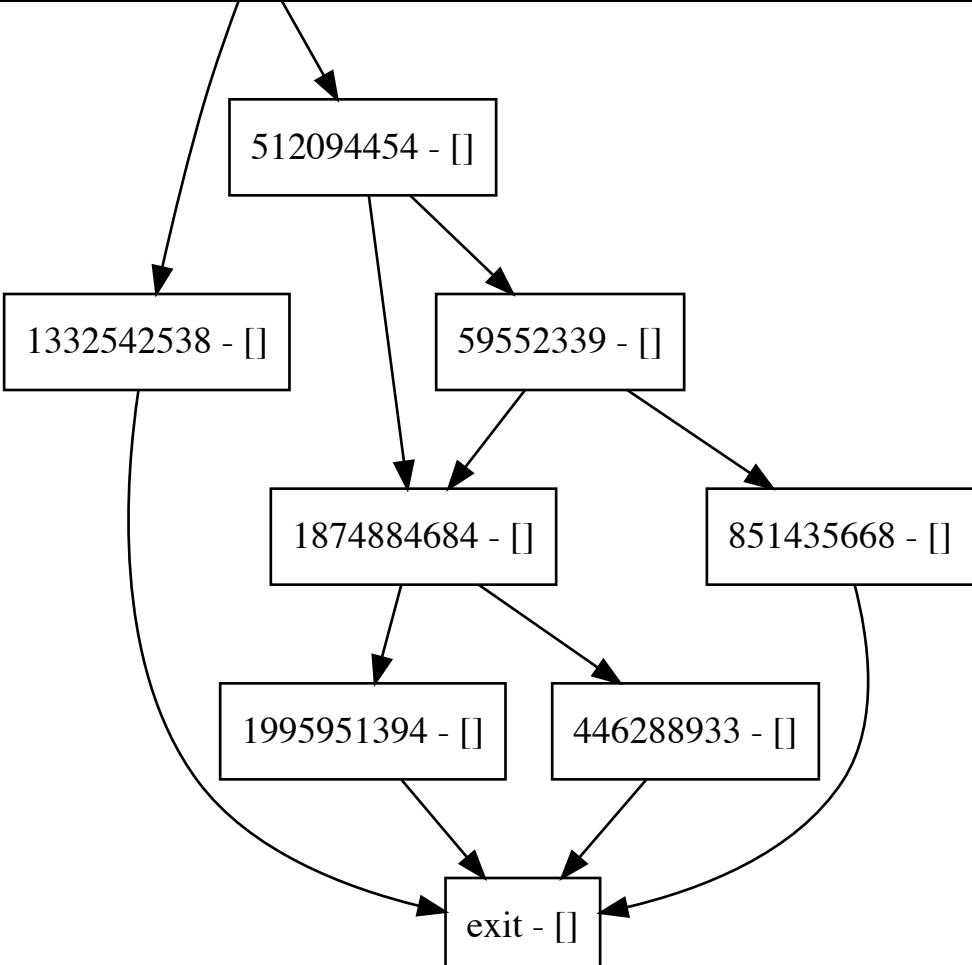 512094454 - []
1332542538 - []
59552339 - []
1874884684 - []
851435668 - []
1995951394 - []
446288933 - []
exit - []